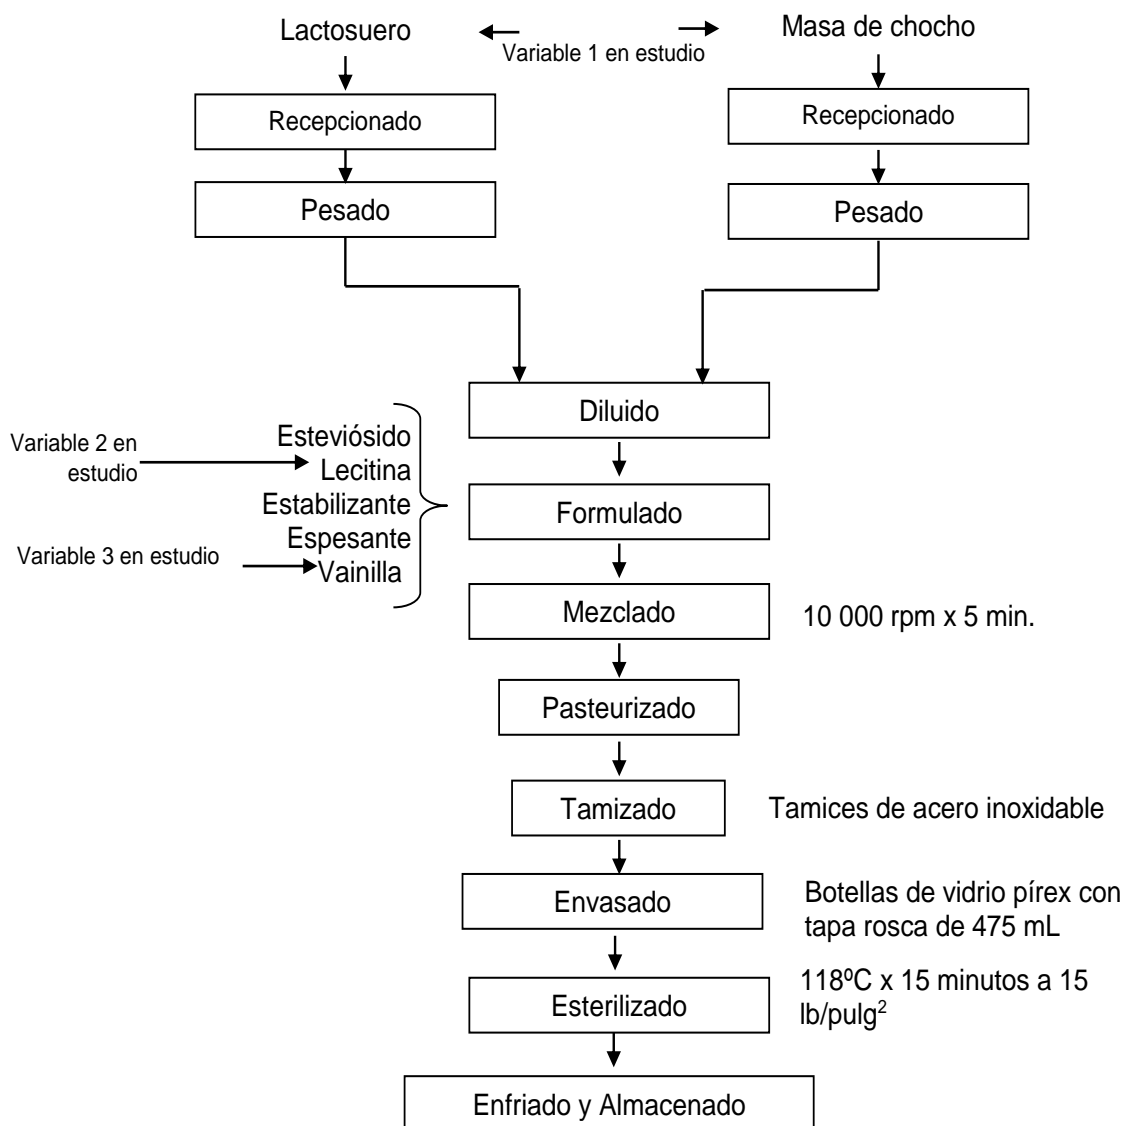 Lactosuero
Variable 1 en estudio
Masa de chocho
Recepcionado
Recepcionado
Pesado
Pesado
Diluido
Variable 2 en
estudio
Esteviósido
Lecitina
Estabilizante
Espesante
Vainilla
Variable 3 en estudio
Formulado
Mezclado
10 000 rpm x 5 min.
Pasteurizado
Tamizado
Tamices de acero inoxidable
Envasado
Botellas de vidrio pírex con
tapa rosca de 475 mL
Esterilizado
118ºC x 15 minutos a 15
lb/pulg²
Enfriado y Almacenado